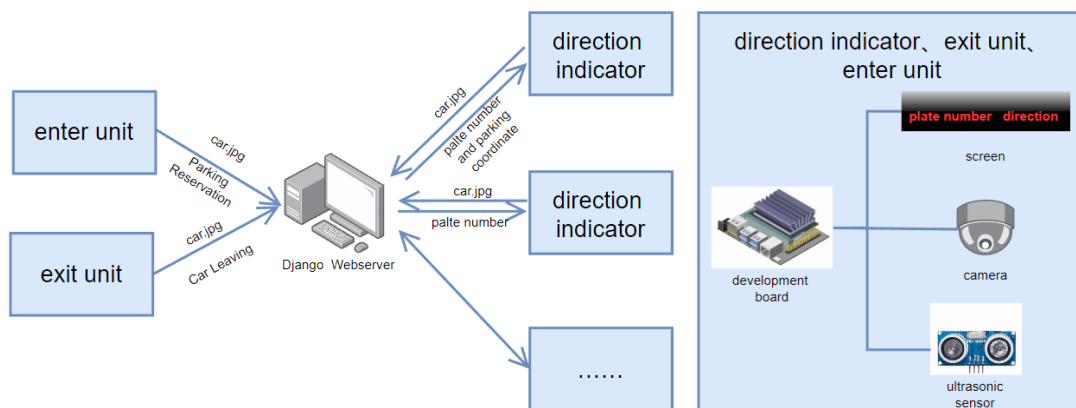 enter unit
car.jpg
Parking
Reservation
exit unit
car.jpg
Car Leaving
Django Webserver
direction
indicator
car.jpg
palte number
and parking
coordinate
direction
indicator
car.jpg
palte number
……
direction indicator、exit unit、
enter unit
plate number direction
screen
development
board
camera
ultrasonic
sensor